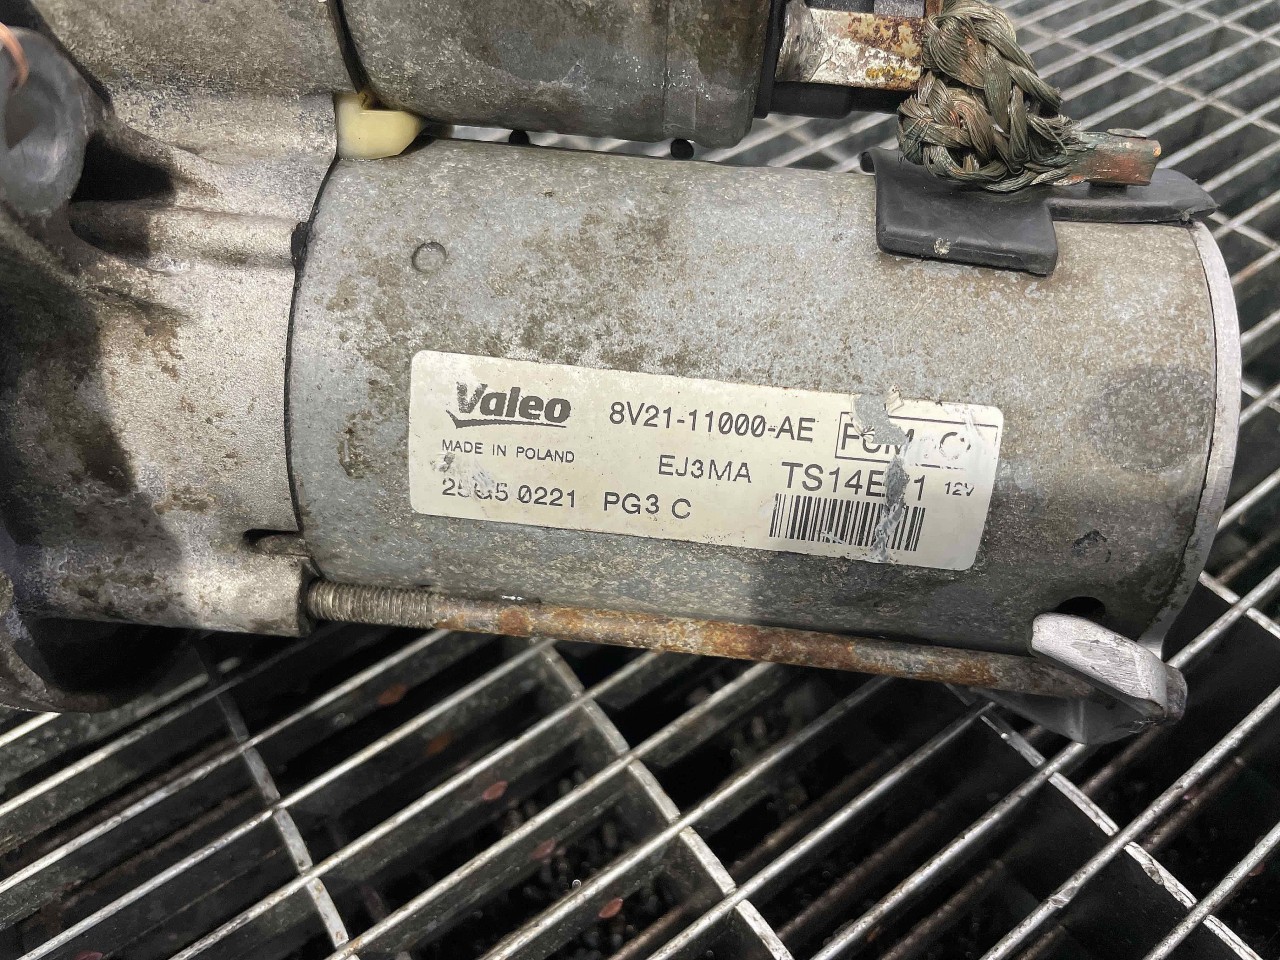 Valeo 8V21-11000-AE
MADE IN POLAND EJ3MA 12V
0221 PG3 C